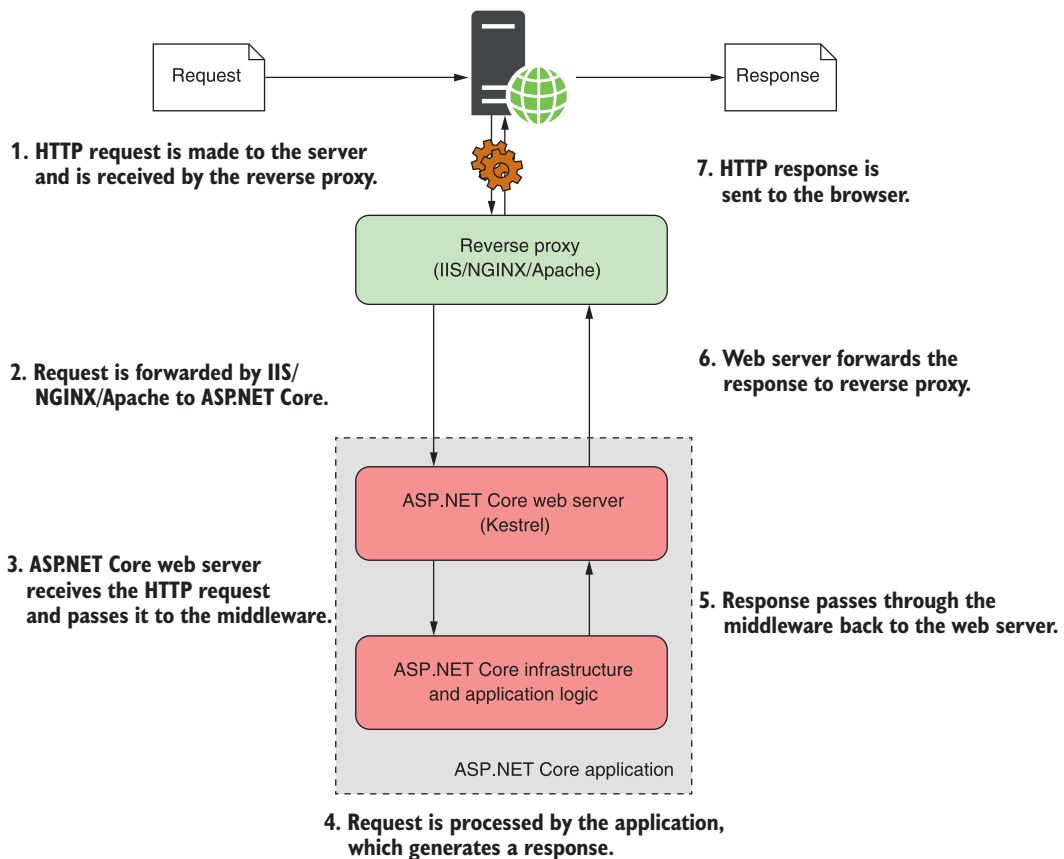 Request
Response
1. HTTP request is made to the server
and is received by the reverse proxy.
7. HTTP response is
sent to the browser.
Reverse proxy
(IIS/NGINX/Apache)
2. Request is forwarded by IIS/
NGINX/Apache to ASP.NET Core.
6. Web server forwards the
response to reverse proxy.
ASP.NET Core web server
(Kestrel)
3. ASP.NET Core web server
receives the HTTP request
and passes it to the middleware.
5. Response passes through the
middleware back to the web server.
ASP.NET Core infrastructure
and application logic
ASP.NET Core application
4. Request is processed by the application,
which generates a response.